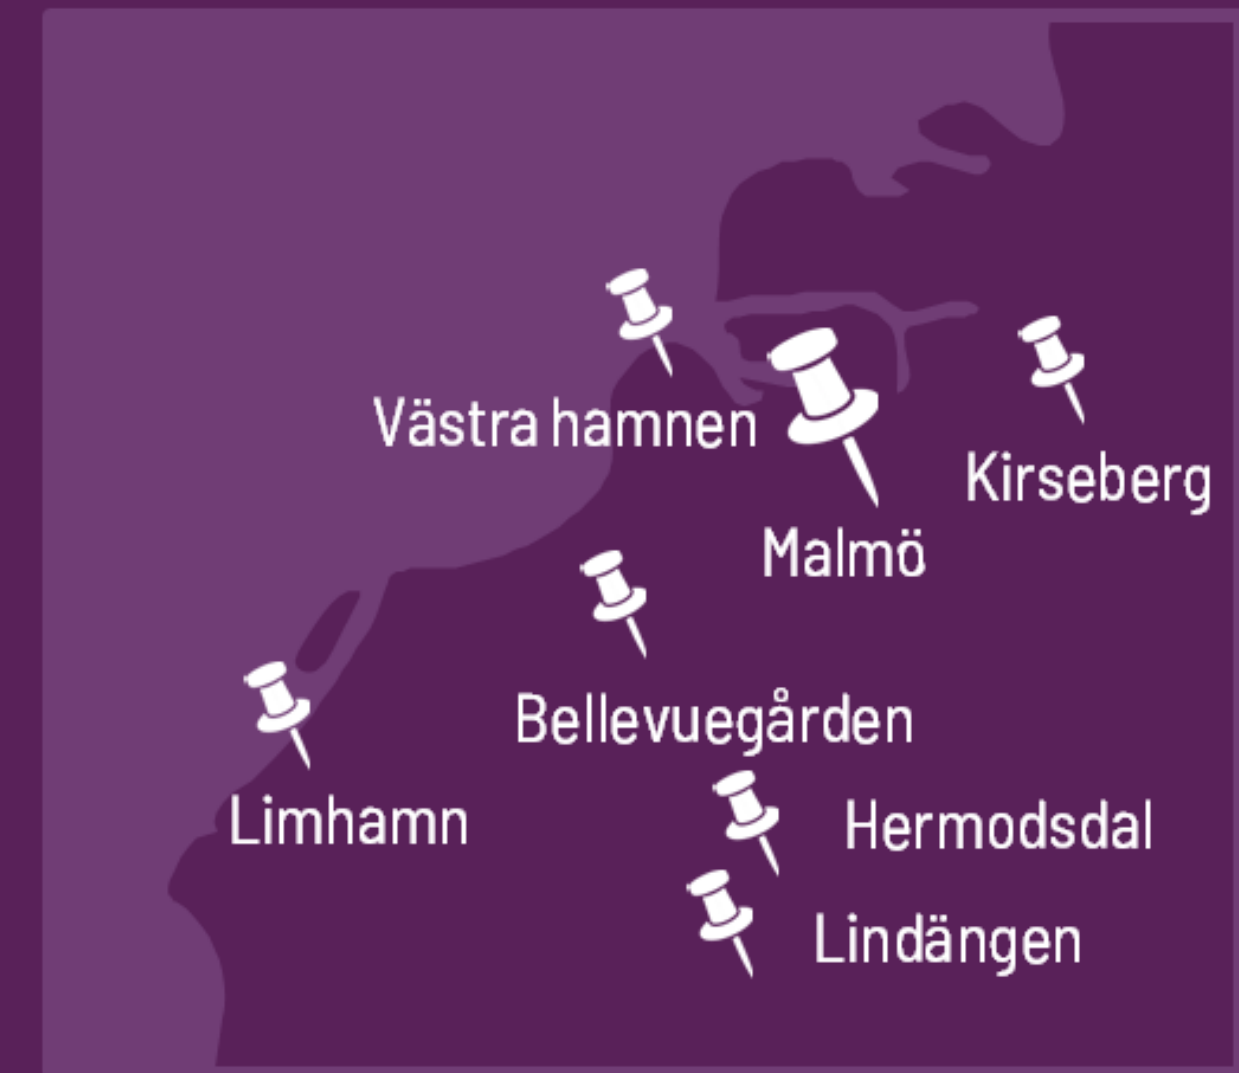 Västra hamnen
Kirseberg
Malmö
Bellevuegården
Limhamn
Hermodsdal
Lindängen